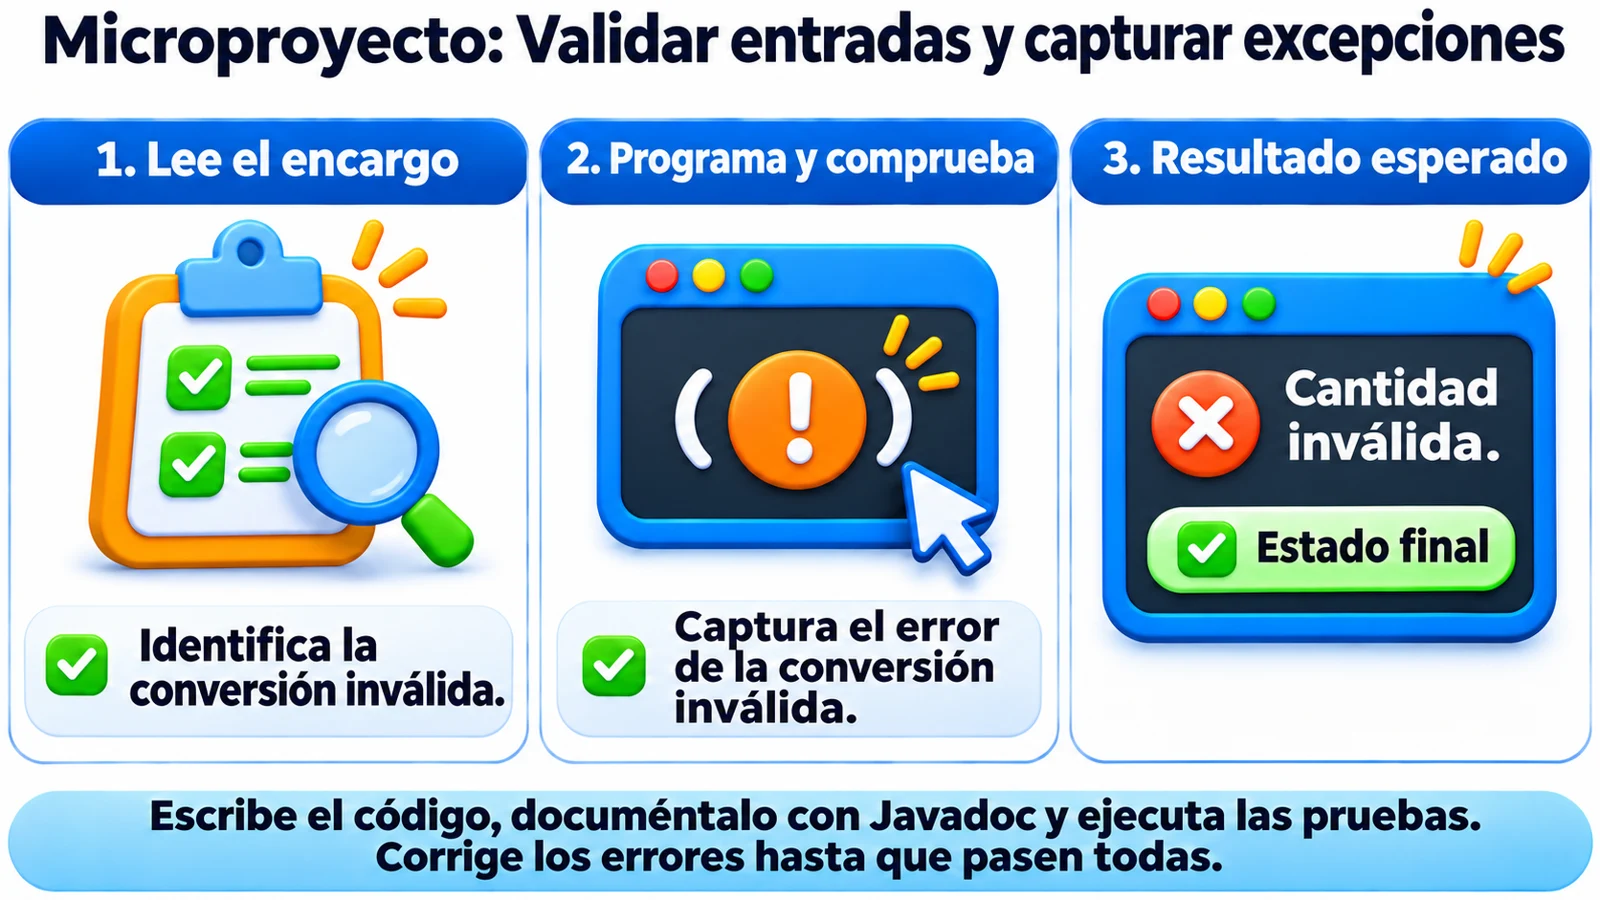 Microproyecto: Validar entradas y capturar excepciones
1. Lee el encargo
Identifica la
conversión inválida.
2. Programa y comprueba
Captura el error
de la conversión
inválida.
3. Resultado esperado
Cantidad
inválida.
Estado final
Escribe el código, documéntalo con Javadoc y ejecuta las pruebas.
Corrige los errores hasta que pasen todas.